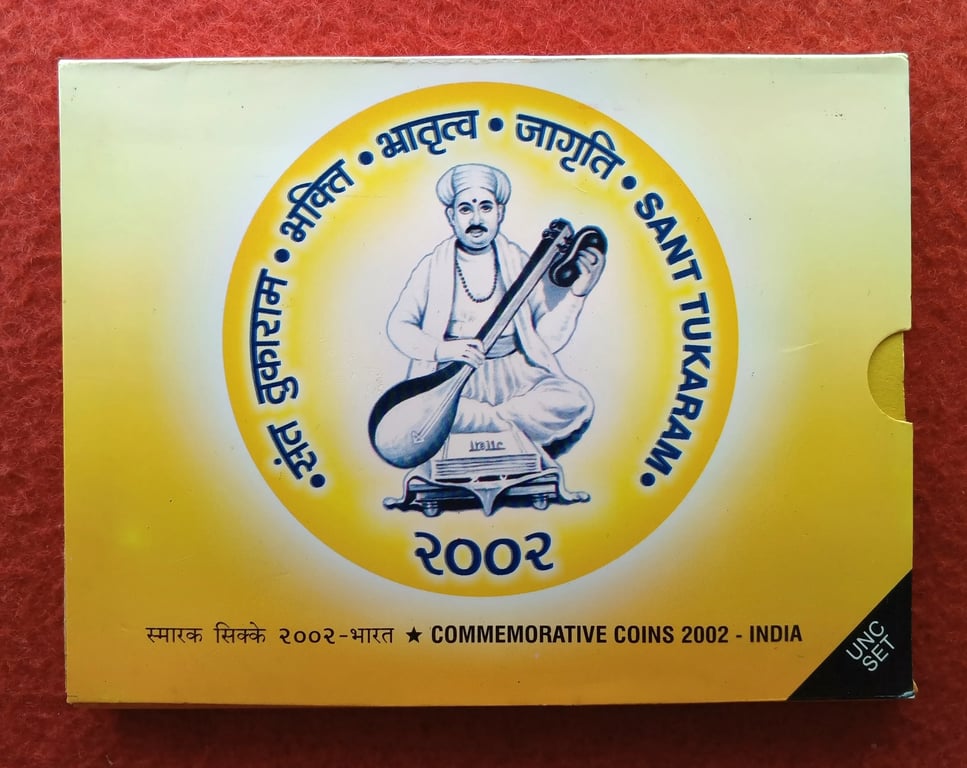 • संत तुकाराम • भक्ति • भ्रातृत्व • जागृति • SANT TUKARAM •
२००२
स्मारक सिक्के २००२-भारत ★ COMMEMORATIVE COINS 2002 - INDIA
UNC
SET